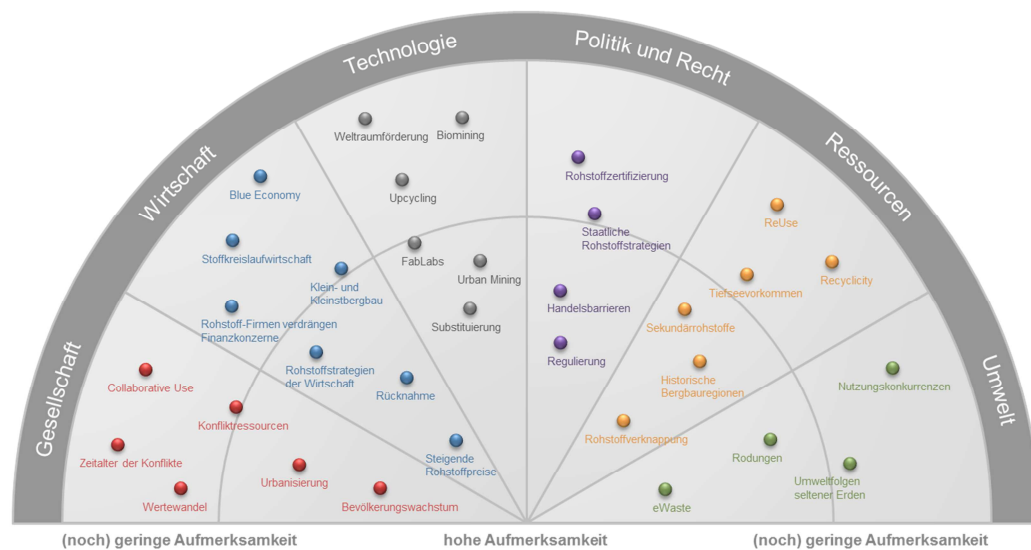 Gesellschaft
Wirtschaft
Technologie
Politik und Recht
Ressourcen
Umwelt
Collaborative Use
Konfliktressourcen
Zeitalter der Konflikte
Urbanisierung
Wertewandel
Bevölkerungswachstum
Blue Economy
Stoffkreislaufwirtschaft
Klein- und
Kleinstbergbau
Rohstoff-Firmen verdrängen
Finanzkonzerne
Rohstoffstrategien
der Wirtschaft
Rücknahme
Steigende
Rohstoffpreise
Weltraumförderung
Biomining
Upcycling
FabLabs
Urban Mining
Substituierung
Rohstoffzertifizierung
Staatliche
Rohstoffstrategien
Handelsbarrieren
Regulierung
ReUse
Recyclicity
Tiefseevorkommen
Sekundärrohstoffe
Historische
Bergbauregionen
Rohstoffverknappung
Nutzungskonkurrenzen
Rodungen
Umweltfolgen
seltener Erden
eWaste
(noch) geringe Aufmerksamkeit
hohe Aufmerksamkeit
(noch) geringe Aufmerksamkeit